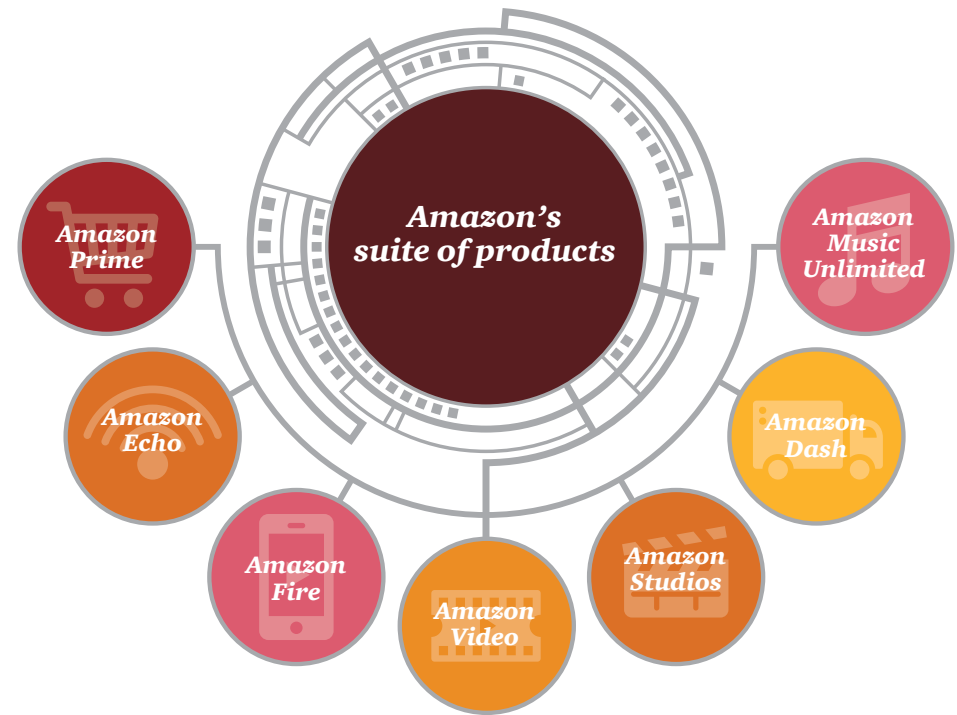 Amazon’s
suite of products
Amazon
Prime
Amazon
Echo
Amazon
Fire
Amazon
Video
Amazon
Studios
Amazon
Dash
Amazon
Music
Unlimited